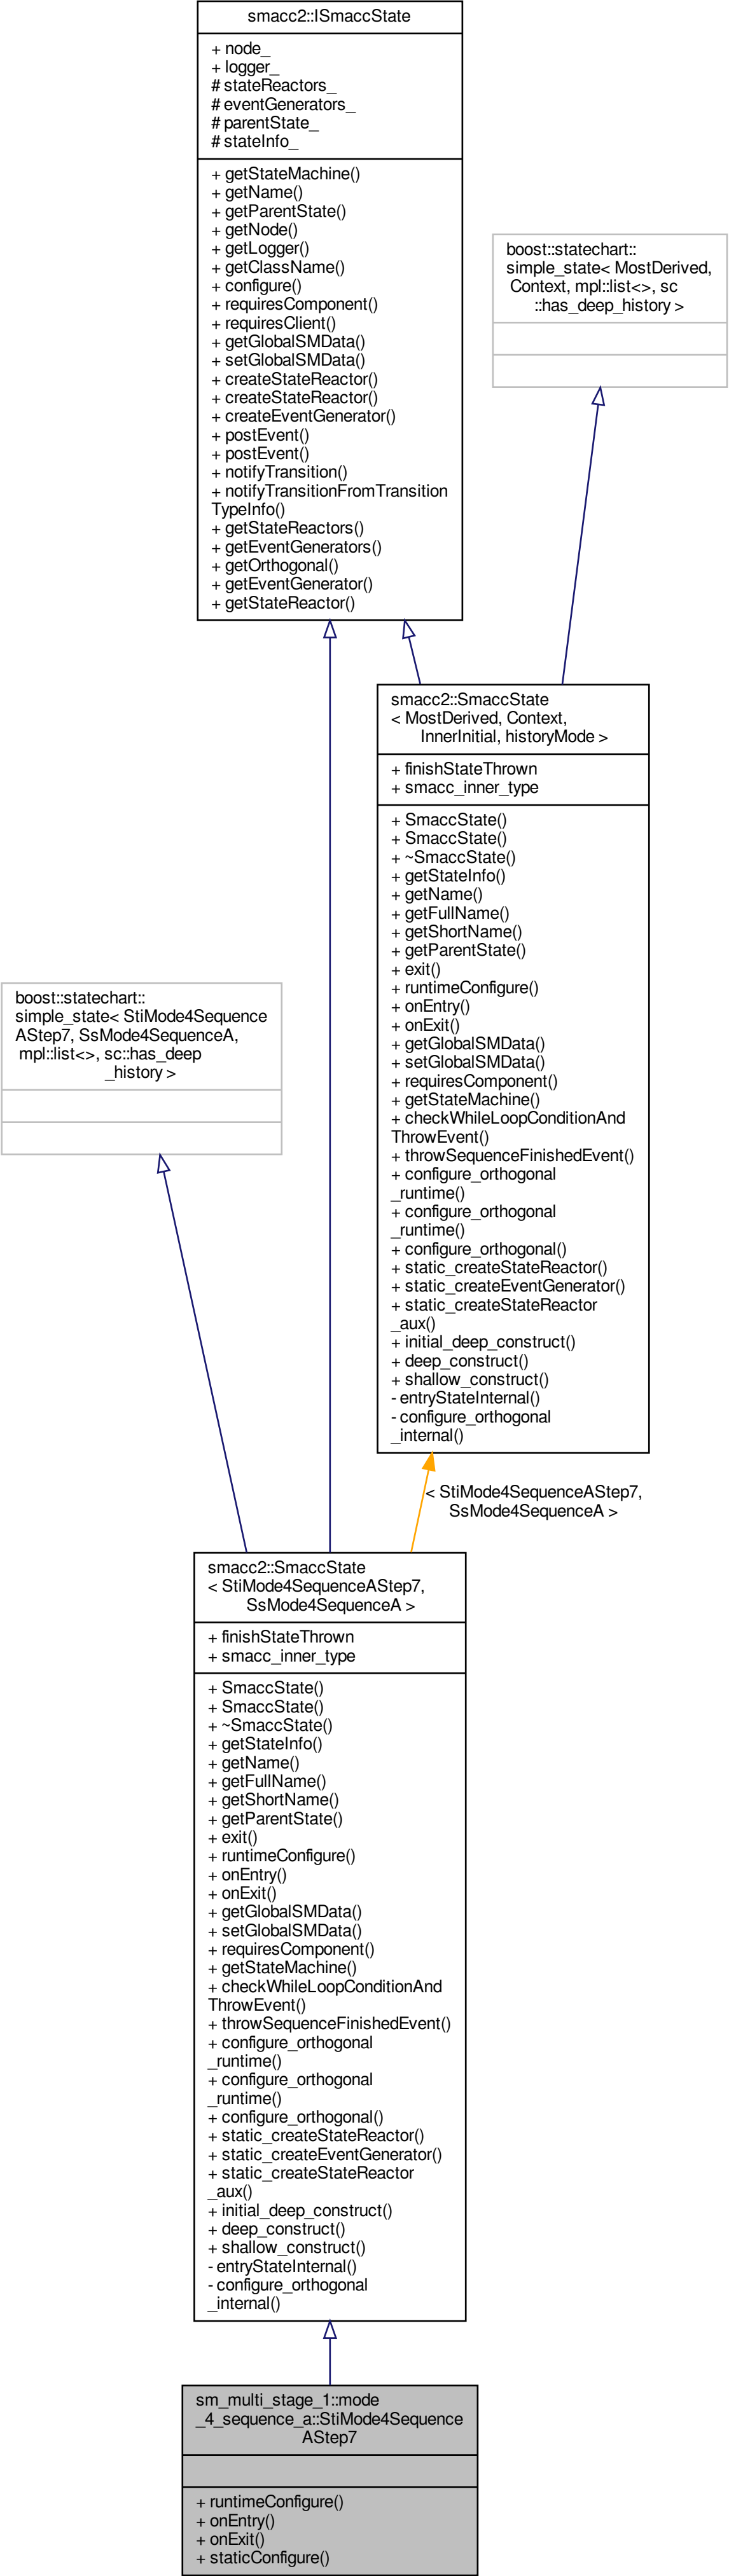 smacc2::ISmaccState
+ node_
+ logger_
# stateReactors_
# eventGenerators_
# parentState_
# stateInfo_
+ getStateMachine()
+ getName()
+ getParentState()
+ getNode()
+ getLogger()
+ getClassName()
+ configure()
+ requiresComponent()
+ requiresClient()
+ getGlobalSMData()
+ setGlobalSMData()
+ createStateReactor()
+ createStateReactor()
+ createEventGenerator()
+ postEvent()
+ postEvent()
+ notifyTransition()
+ notifyTransitionFromTransition
TypeInfo()
+ getStateReactors()
+ getEventGenerators()
+ getOrthogonal()
+ getEventGenerator()
+ getStateReactor()
boost::statechart::
simple_state< MostDerived,
Context, mpl::list<>, sc
::has_deep_history >
smacc2::SmaccState
< MostDerived, Context,
InnerInitial, historyMode >
+ finishStateThrown
+ smacc_inner_type
+ SmaccState()
+ SmaccState()
+ ~SmaccState()
+ getStateInfo()
+ getName()
+ getFullName()
+ getShortName()
+ getParentState()
+ exit()
+ runtimeConfigure()
+ onEntry()
+ onExit()
+ getGlobalSMData()
+ setGlobalSMData()
+ requiresComponent()
+ getStateMachine()
+ checkWhileLoopConditionAnd
ThrowEvent()
+ throwSequenceFinishedEvent()
+ configure_orthogonal
_runtime()
+ configure_orthogonal
_runtime()
+ configure_orthogonal()
+ static_createStateReactor()
+ static_createEventGenerator()
+ static_createStateReactor
_aux()
+ initial_deep_construct()
+ deep_construct()
+ shallow_construct()
- entryStateInternal()
- configure_orthogonal
_internal()
boost::statechart::
simple_state< StiMode4Sequence
AStep7, SsMode4SequenceA,
mpl::list<>, sc::has_deep
_history >
< StiMode4SequenceAStep7,
SsMode4SequenceA >
smacc2::SmaccState
< StiMode4SequenceAStep7,
SsMode4SequenceA >
+ finishStateThrown
+ smacc_inner_type
+ SmaccState()
+ SmaccState()
+ ~SmaccState()
+ getStateInfo()
+ getName()
+ getFullName()
+ getShortName()
+ getParentState()
+ exit()
+ runtimeConfigure()
+ onEntry()
+ onExit()
+ getGlobalSMData()
+ setGlobalSMData()
+ requiresComponent()
+ getStateMachine()
+ checkWhileLoopConditionAnd
ThrowEvent()
+ throwSequenceFinishedEvent()
+ configure_orthogonal
_runtime()
+ configure_orthogonal
_runtime()
+ configure_orthogonal()
+ static_createStateReactor()
+ static_createEventGenerator()
+ static_createStateReactor
_aux()
+ initial_deep_construct()
+ deep_construct()
+ shallow_construct()
- entryStateInternal()
- configure_orthogonal
_internal()
sm_multi_stage_1::mode
_4_sequence_a::StiMode4Sequence
AStep7
+ runtimeConfigure()
+ onEntry()
+ onExit()
+ staticConfigure()